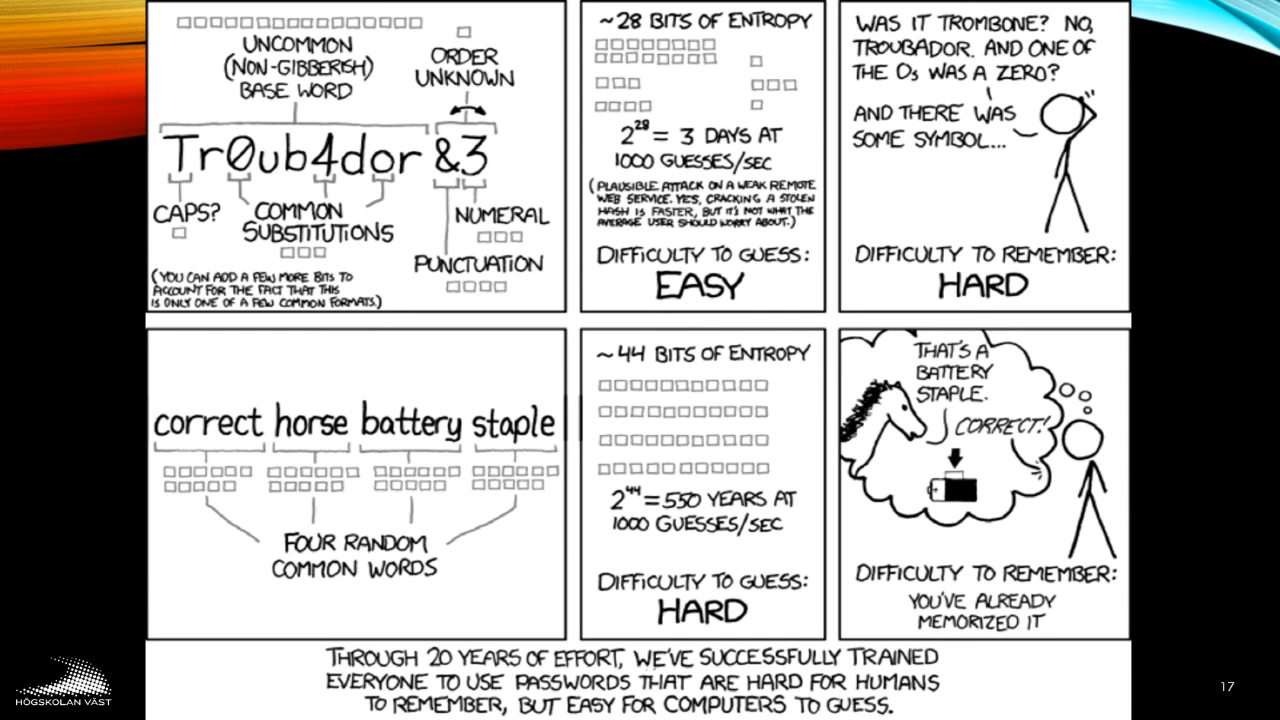 UNCOMMON
(NON-GIBBERISH)
BASE WORD
ORDER
UNKNOWN
Tr0ub4dor &3
CAPS?
COMMON
SUBSTITUTIONS
NUMERAL
PUNCTUATION
(YOU CAN ADD A FEW MORE BITS TO
ACCOUNT FOR THE FACT THAT THIS
IS ONLY ONE OF A FEW COMMON FORMATS.)
~28 BITS OF ENTROPY
2^28 = 3 DAYS AT
1000 GUESSES/SEC
(PLAUSIBLE ATTACK ON A WEAK REMOTE
WEB SERVICE. YES, CRACKING A STOLEN
HASH IS FASTER, BUT IT'S NOT WHAT THE
AVERAGE USER SHOULD WORRY ABOUT.)
DIFFICULTY TO GUESS:
EASY
WAS IT TROMBONE? NO,
TROUBADOR. AND ONE OF
THE Os WAS A ZERO?
AND THERE WAS
SOME SYMBOL...
DIFFICULTY TO REMEMBER:
HARD
correct horse battery staple
FOUR RANDOM
COMMON WORDS
~44 BITS OF ENTROPY
2^44 = 550 YEARS AT
1000 GUESSES/SEC
DIFFICULTY TO GUESS:
HARD
THAT'S A
BATTERY
STAPLE.
CORRECT!
DIFFICULTY TO REMEMBER:
YOU'VE ALREADY
MEMORIZED IT
THROUGH 20 YEARS OF EFFORT, WE'VE SUCCESSFULLY TRAINED
EVERYONE TO USE PASSWORDS THAT ARE HARD FOR HUMANS
TO REMEMBER, BUT EASY FOR COMPUTERS TO GUESS.
HÖGSKOLAN VÄST
17